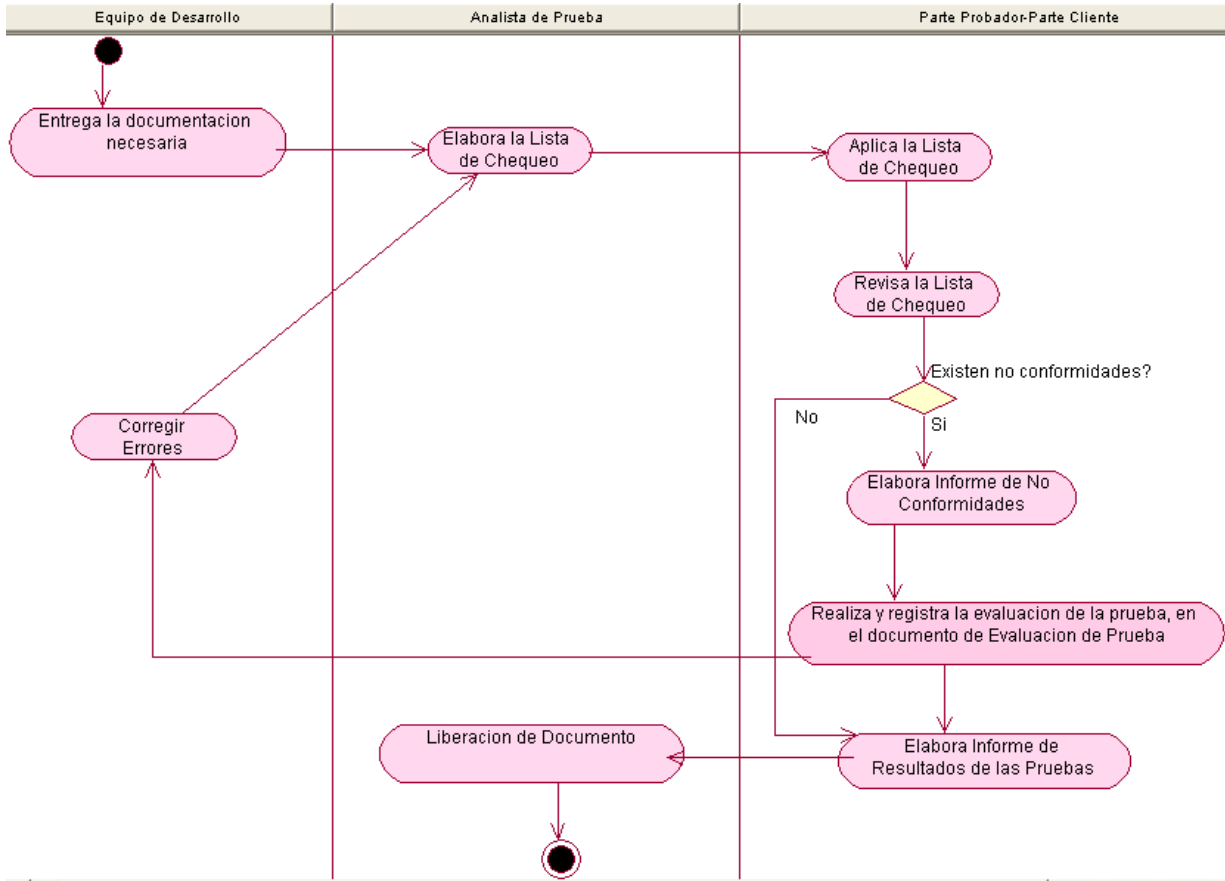 Equipo de Desarrollo
Analista de Prueba
Parte Probador-Parte Cliente
Entrega la documentacion
necesaria
Elabora la Lista
de Chequeo
Aplica la Lista
de Chequeo
Revisa la Lista
de Chequeo
Existen no conformidades?
No
Si
Corregir
Errores
Elabora Informe de No
Conformidades
Realiza y registra la evaluacion de la prueba, en
el documento de Evaluacion de Prueba
Liberacion de Documento
Elabora Informe de
Resultados de las Pruebas